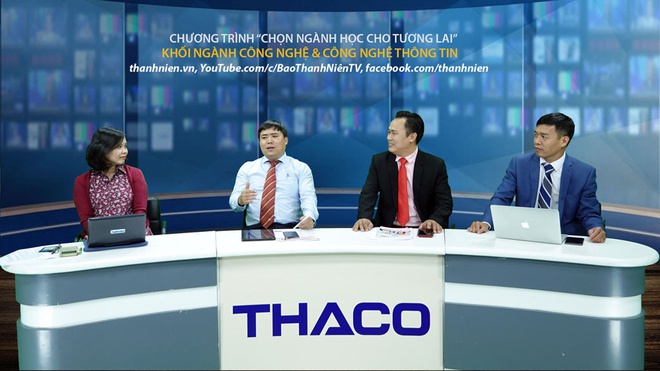 CHƯƠNG TRÌNH “CHỌN NGÀNH HỌC CHO TƯƠNG LAI”
KHỐI NGÀNH CÔNG NGHỆ & CÔNG NGHỆ THÔNG TIN
thanhnien.vn, YouTube.com/c/BaoThanhNiênTV, facebook.com/thanhnien
THACO